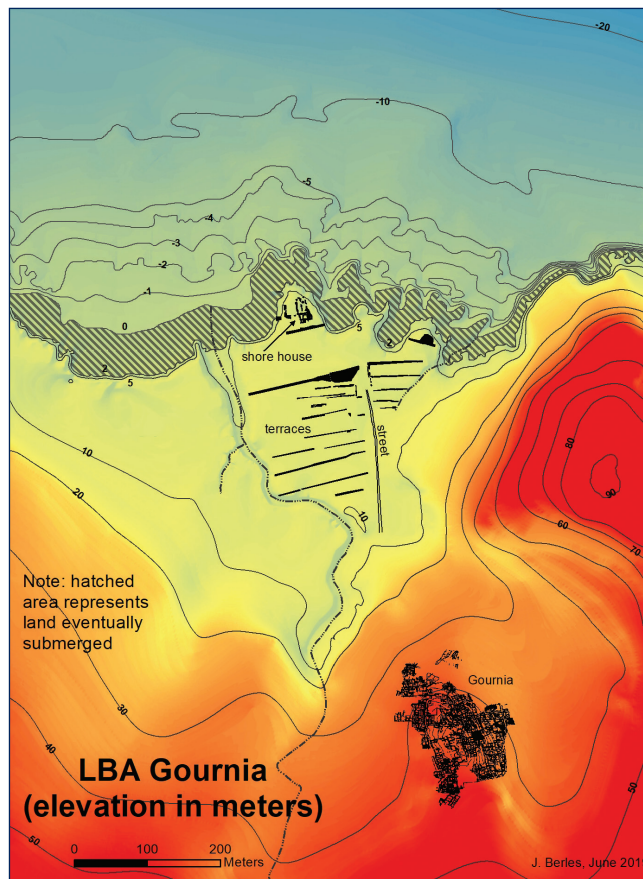 -20
-10
-5
-4
-3
-2
-1
0
5
2
2
5
shore house
terraces
street
10
10
20
80
90
60
70
Note: hatched
area represents
land eventually
submerged
Gournia
30
40
50
50
LBA Gournia
(elevation in meters)
0 100 200
Meters
J. Berles, June 201